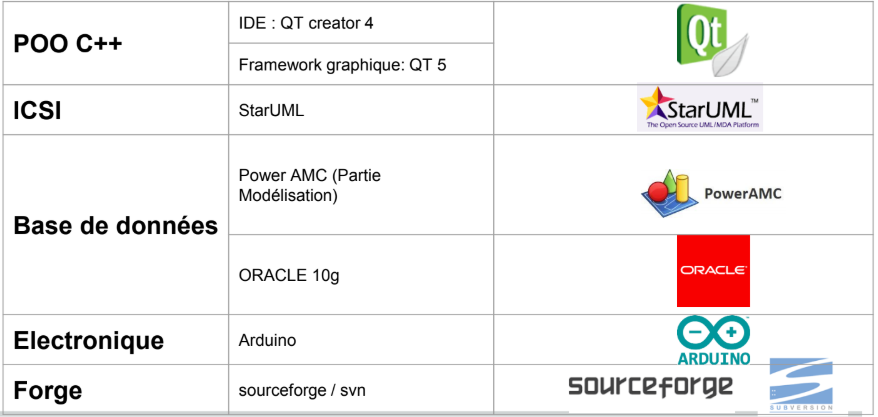 POO C++
IDE : QT creator 4
Framework graphique: QT 5
Qt
ICSI
StarUML
StarUML™
The Open Source UML/MDA Platform
Base de données
Power AMC (Partie
Modélisation)
PowerAMC
ORACLE 10g
ORACLE
Electronique
Arduino
ARDUINO
Forge
sourceforge / svn
sourceforge
SUBVERSION